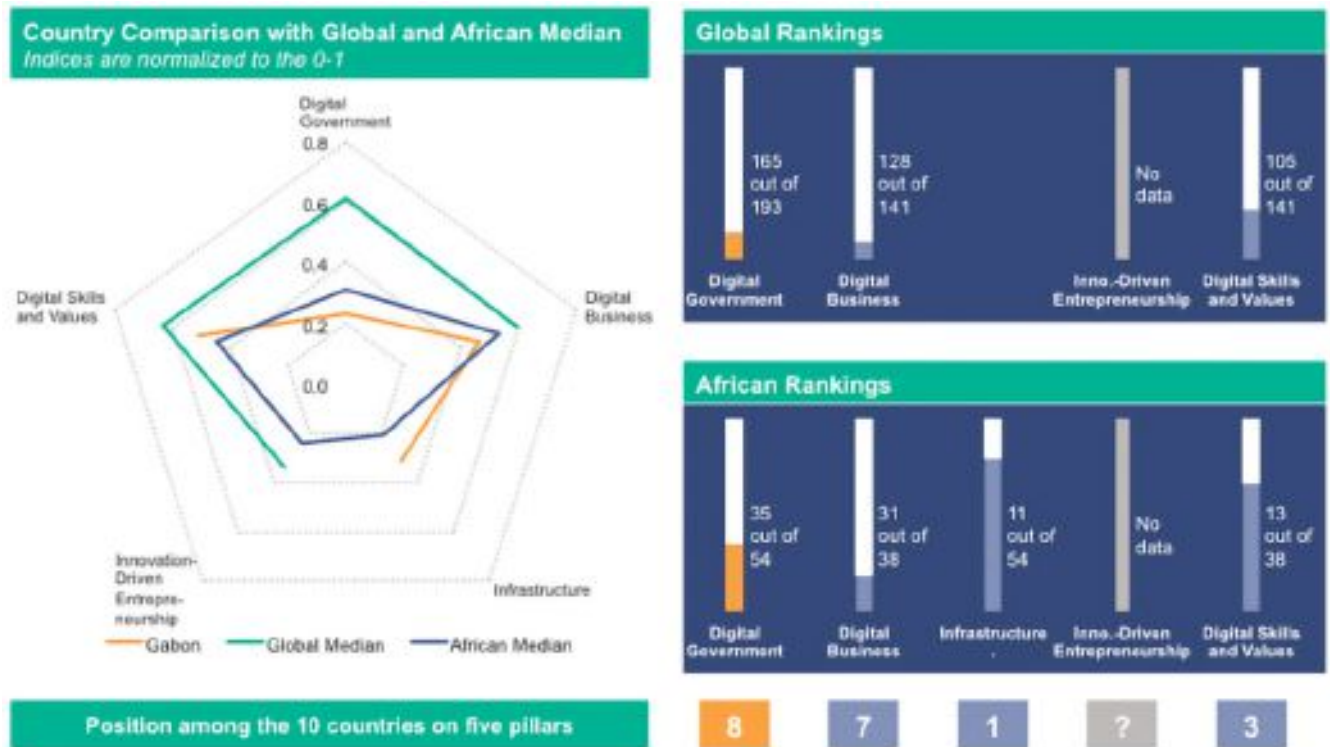 Country Comparison with Global and African Median
Indices are normalized to the 0-1
Digital
Government
0.8
0.6
0.4
0.2
0.0
Digital Skills
and Values
Digital
Business
Innovation-
Driven
Entrepre-
neurship
Infrastructure
Gabon
Global Median
African Median
Global Rankings
165
out of
193
128
out of
141
No
data
105
out of
141
Digital
Government
Digital
Business
Inno.-Driven
Entrepreneurship
Digital Skills
and Values
African Rankings
35
out of
54
31
out of
38
11
out of
54
No
data
13
out of
38
Digital
Government
Digital
Business
Infrastructure
.
Inno.-Driven
Entrepreneurship
Digital Skills
and Values
Position among the 10 countries on five pillars
8
7
1
?
3